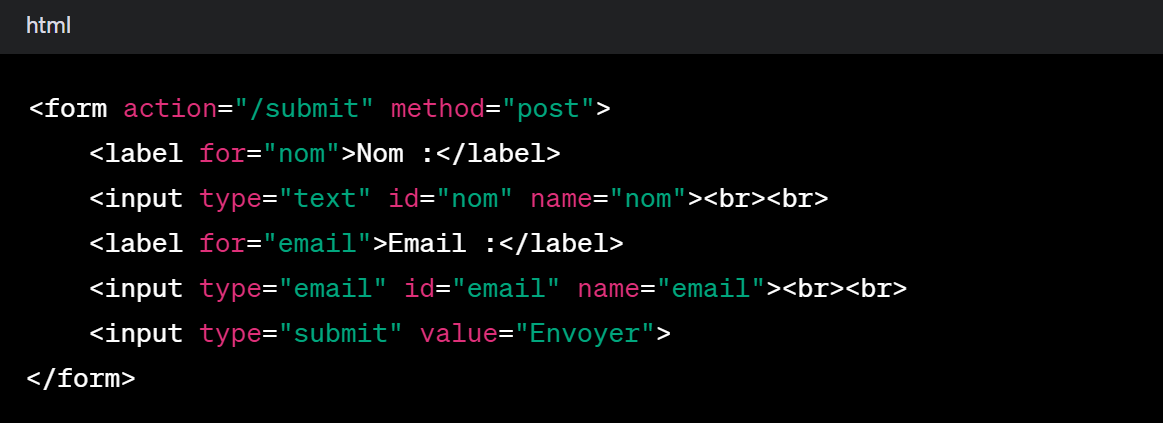 html
<form action="/submit" method="post">
<label for="nom">Nom :</label>
<input type="text" id="nom" name="nom"><br><br>
<label for="email">Email :</label>
<input type="email" id="email" name="email"><br><br>
<input type="submit" value="Envoyer">
</form>